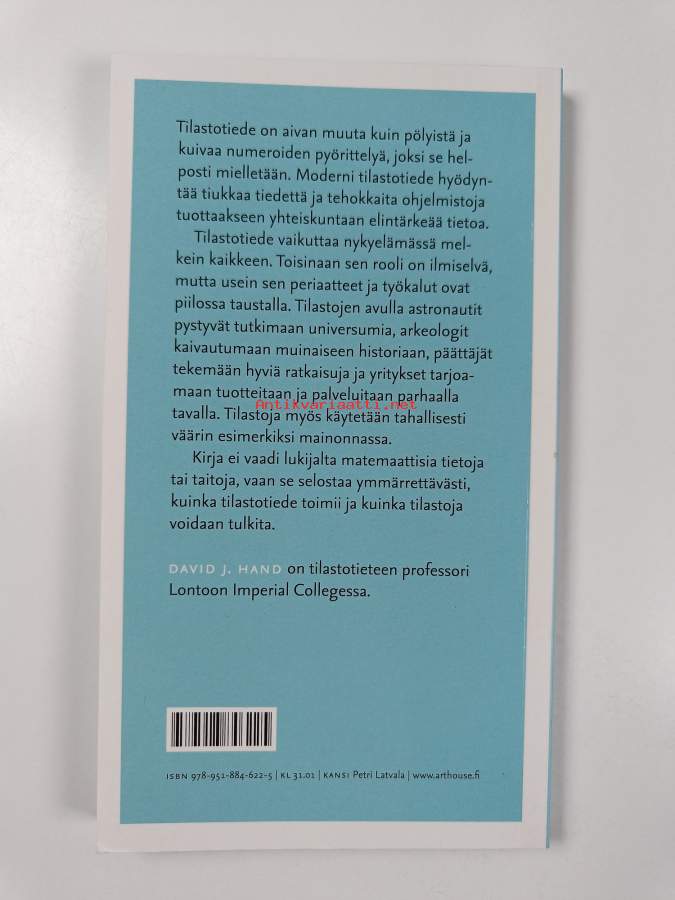 Tilastotiede on aivan muuta kuin pölyistä ja
kuivaa numeroiden pyörittelyä, joksi se hel-
posti mielletään. Moderni tilastotiede hyödyn-
tää tiukkaa tiedettä ja tehokkaita ohjelmistoja
tuottaakseen yhteiskuntaan elintärkeää tietoa.
Tilastotiede vaikuttaa nykyelämässä mel-
kein kaikkeen. Toisinaan sen rooli on ilmiselvä,
mutta usein sen periaatteet ja työkalut ovat
piilossa taustalla. Tilastojen avulla astronautit
pystyvät tutkimaan universumia, arkeologit
kaivautumaan muinaiseen historiaan, päättäjät
tekemään hyviä ratkaisuja ja yritykset tarjoa-
maan tuotteitaan ja palveluitaan parhaalla
Antikvariaatti.net
tavalla. Tilastoja myös käytetään tahallisesti
väärin esimerkiksi mainonnassa.
Kirja ei vaadi lukijalta matemaattisia tietoja
tai taitoja, vaan se selostaa ymmärrettävästi,
kuinka tilastotiede toimii ja kuinka tilastoja
voidaan tulkita.
DAVID J. HAND on tilastotieteen professori
Lontoon Imperial Collegessa.
ISBN 978-951-884-622-5 | KL 31.01 | KANSI Petri Latvala | www.arthouse.fi